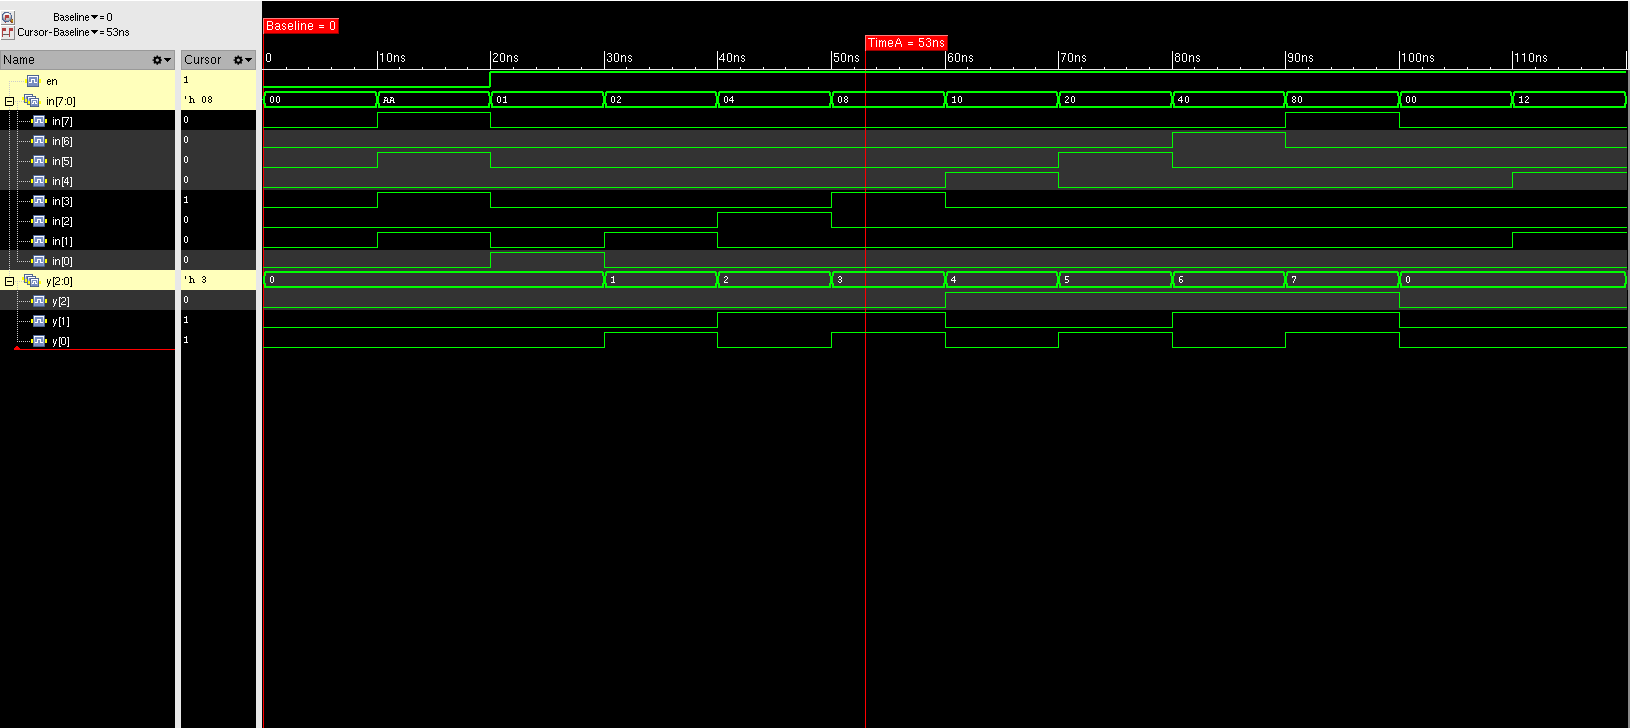 Baseline▼= 0
Cursor-Baseline▼= 53ns
Baseline = 0
TimeA = 53ns
Name Cursor 0 10ns 20ns 30ns 40ns 50ns 60ns 70ns 80ns 90ns 100ns 110ns
en 1
in[7:0] 'h 08 00 AA 01 02 04 08 10 20 40 80 00 12
in[7] 0
in[6] 0
in[5] 0
in[4] 0
in[3] 1
in[2] 0
in[1] 0
in[0] 0
y[2:0] 'h 3 0 1 2 3 4 5 6 7 0
y[2] 0
y[1] 1
y[0] 1